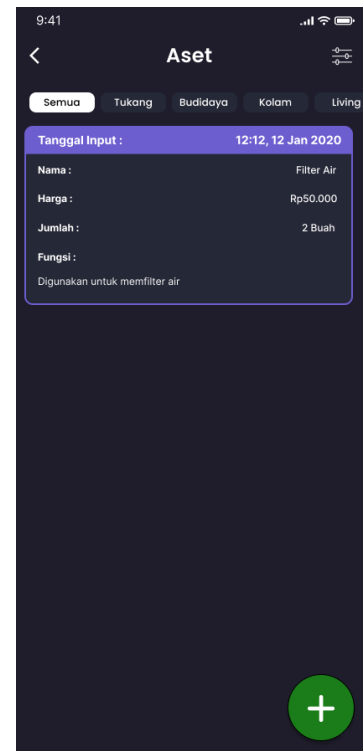 9:41
Aset
Semua Tukang Budidaya Kolam Living
Tanggal Input : 12:12, 12 Jan 2020
Nama : Filter Air
Harga : Rp50.000
Jumlah : 2 Buah
Fungsi :
Digunakan untuk memfilter air